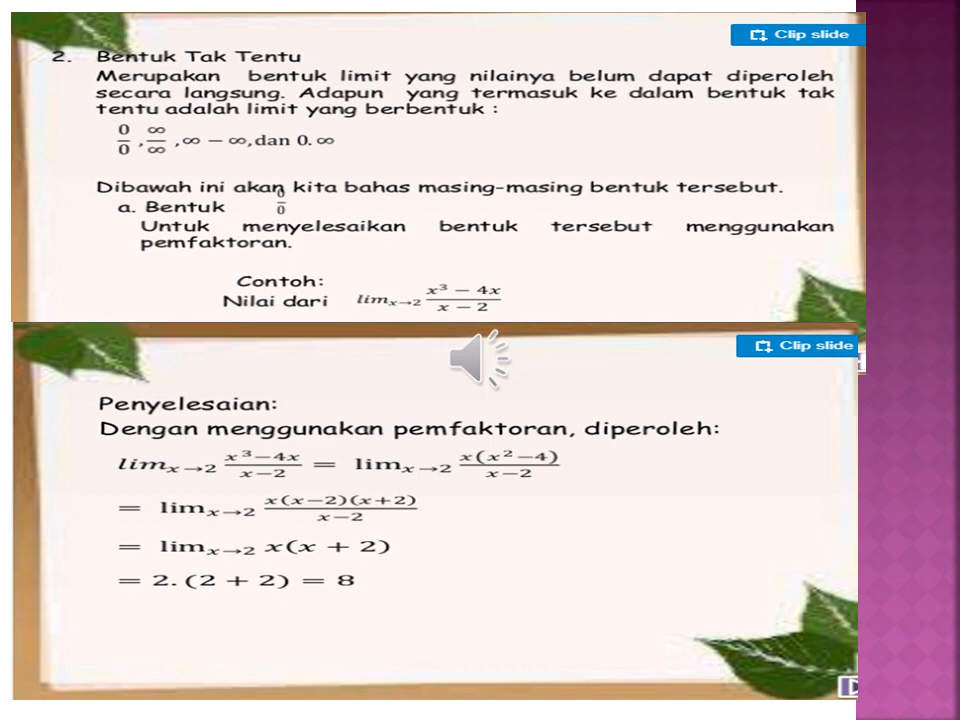 Clip slide
2. Bentuk Tak Tentu
Merupakan bentuk limit yang nilainya belum dapat diperoleh
secara langsung. Adapun yang termasuk ke dalam bentuk tak
tentu adalah limit yang berbentuk :
0/0 , ∞/∞ , ∞ − ∞, dan 0. ∞
Dibawah ini akan kita bahas masing-masing bentuk tersebut.
a. Bentuk 0/0
Untuk menyelesaikan bentuk tersebut menggunakan
pemfaktoran.
Contoh:
Nilai dari lim x→2 (x³ − 4x)/(x − 2)
Clip slide
Penyelesaian:
Dengan menggunakan pemfaktoran, diperoleh:
lim x→2 (x³−4x)/(x−2) = lim x→2 x(x²−4)/(x−2)
= lim x→2 x(x−2)(x+2)/(x−2)
= lim x→2 x(x + 2)
= 2. (2 + 2) = 8